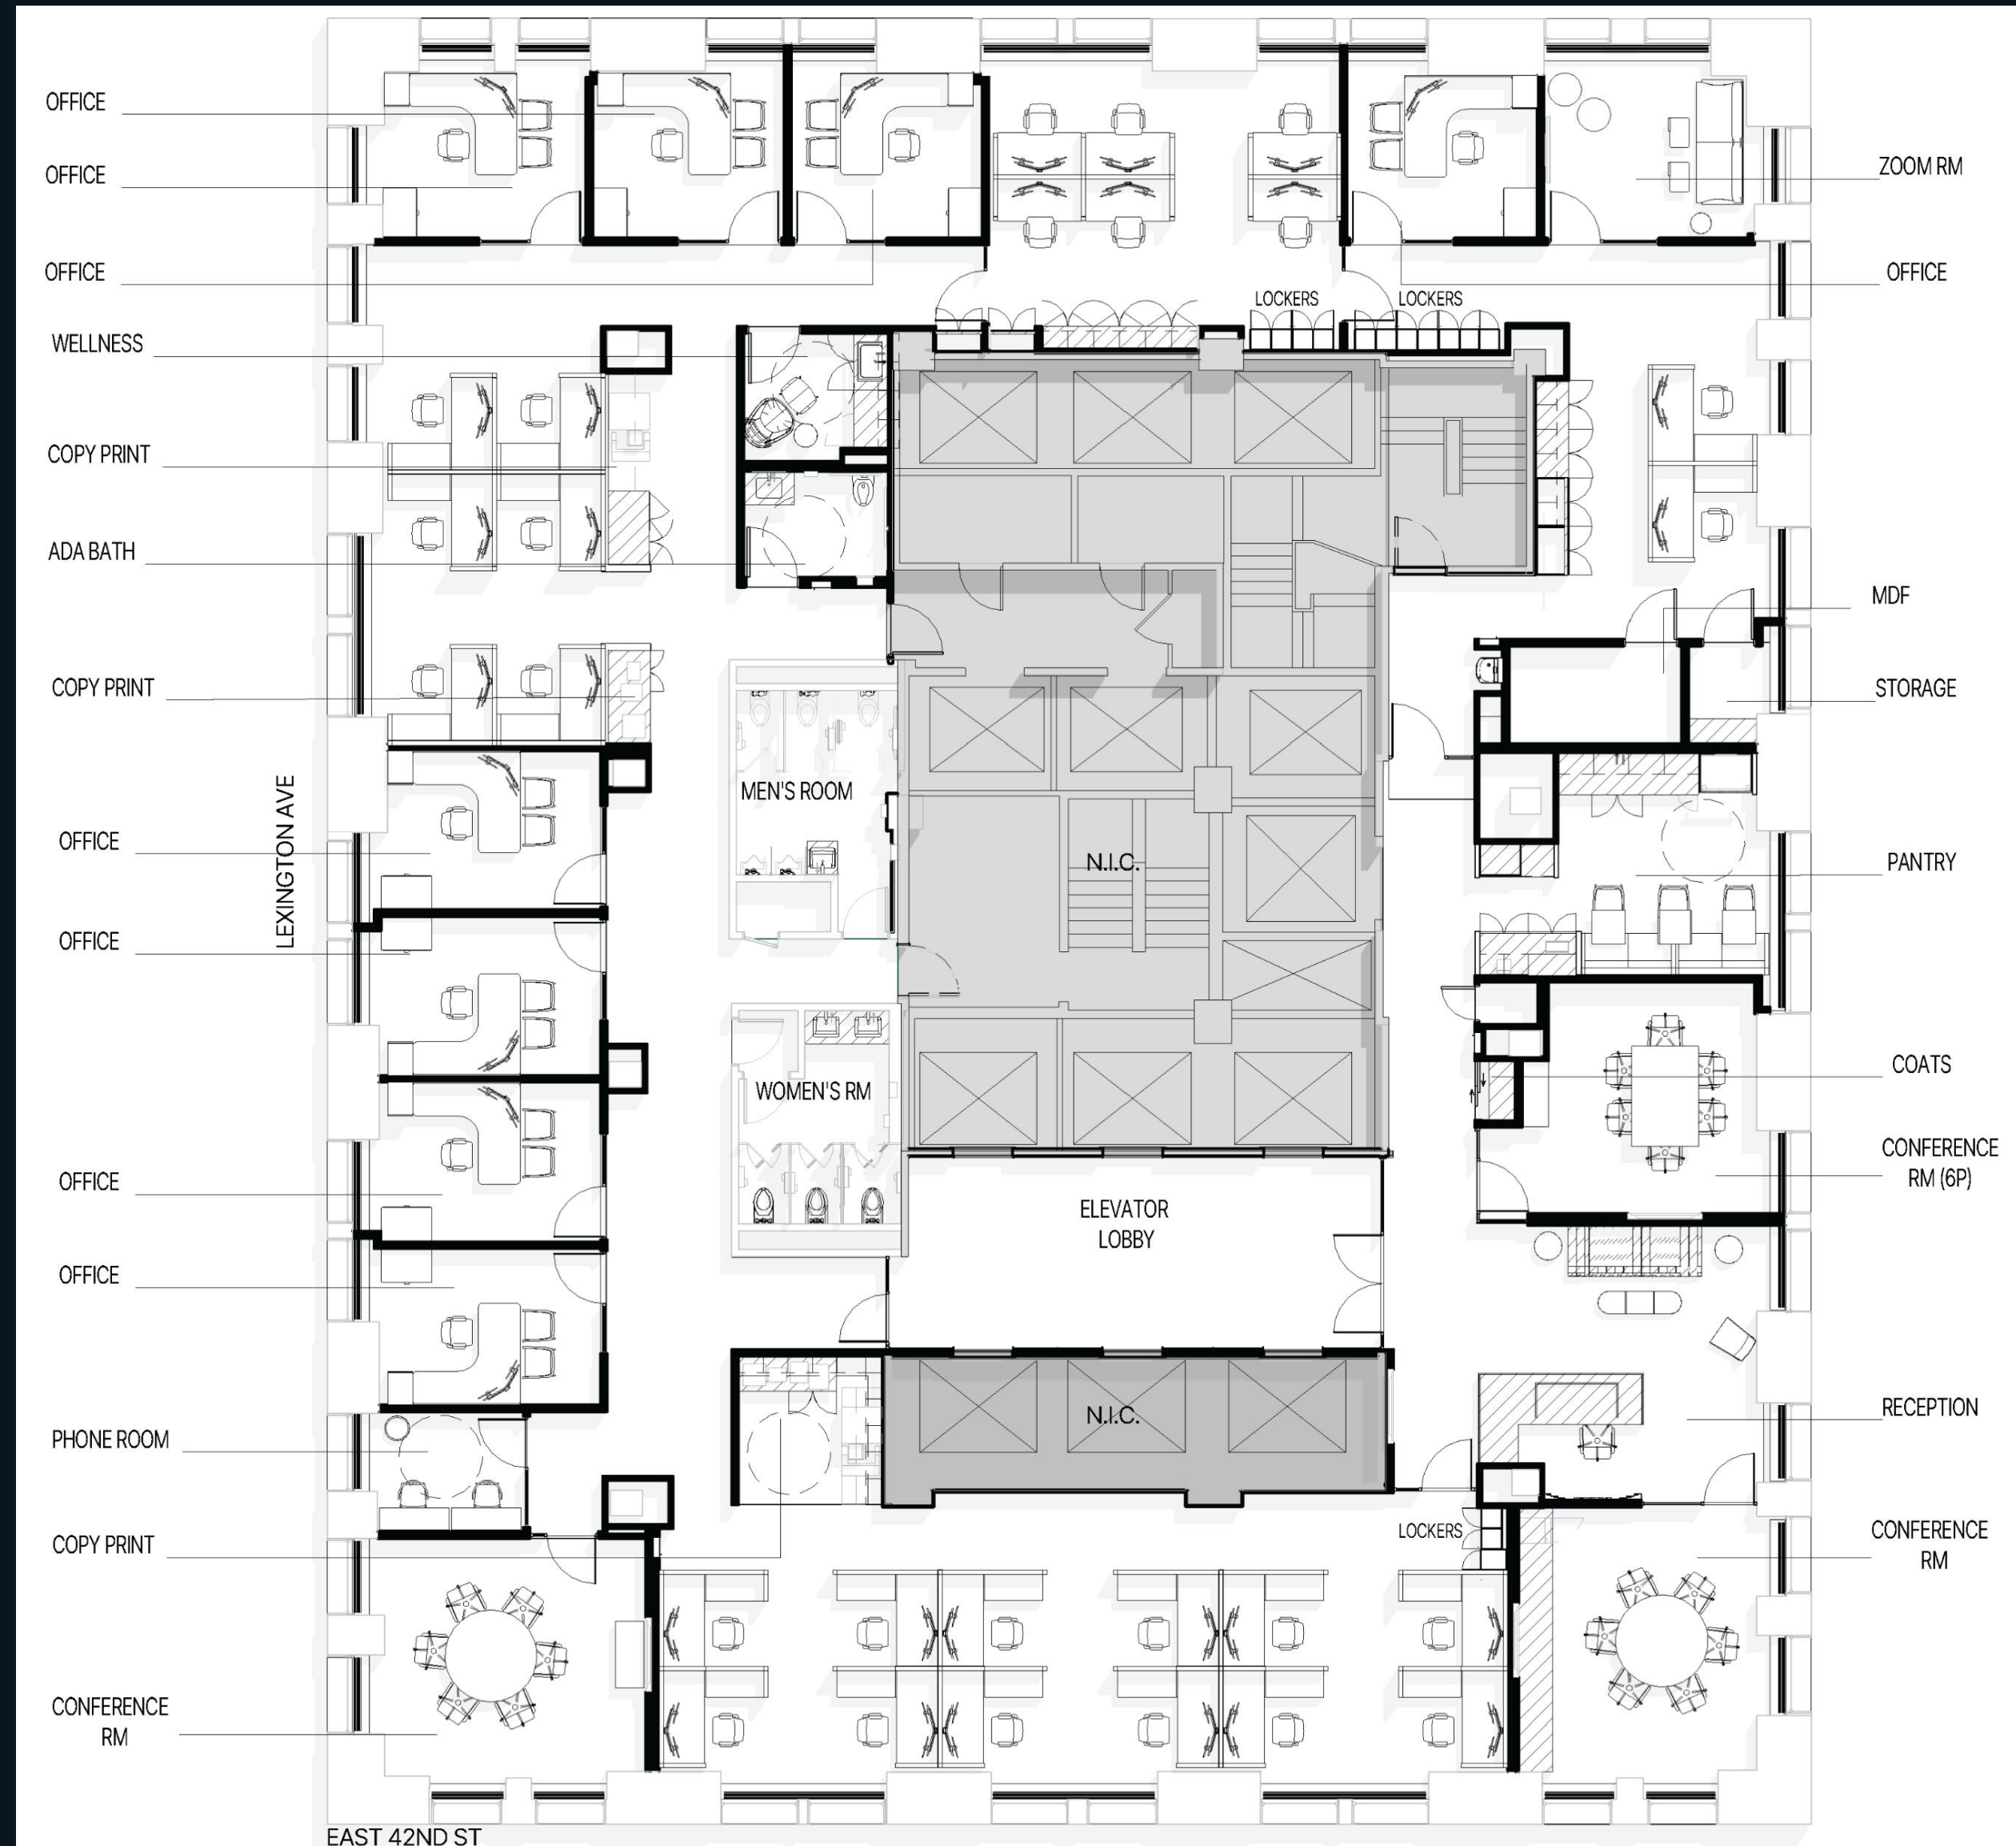 OFFICE
OFFICE
OFFICE
WELLNESS
COPY PRINT
ADA BATH
COPY PRINT
LEXINGTON AVE
OFFICE
OFFICE
OFFICE
OFFICE
PHONE ROOM
COPY PRINT
CONFERENCE
RM
EAST 42ND ST
LOCKERS
LOCKERS
MEN'S ROOM
N.I.C.
WOMEN'S RM
ELEVATOR
LOBBY
N.I.C.
LOCKERS
ZOOM RM
OFFICE
MDF
STORAGE
PANTRY
COATS
CONFERENCE
RM (6P)
RECEPTION
CONFERENCE
RM